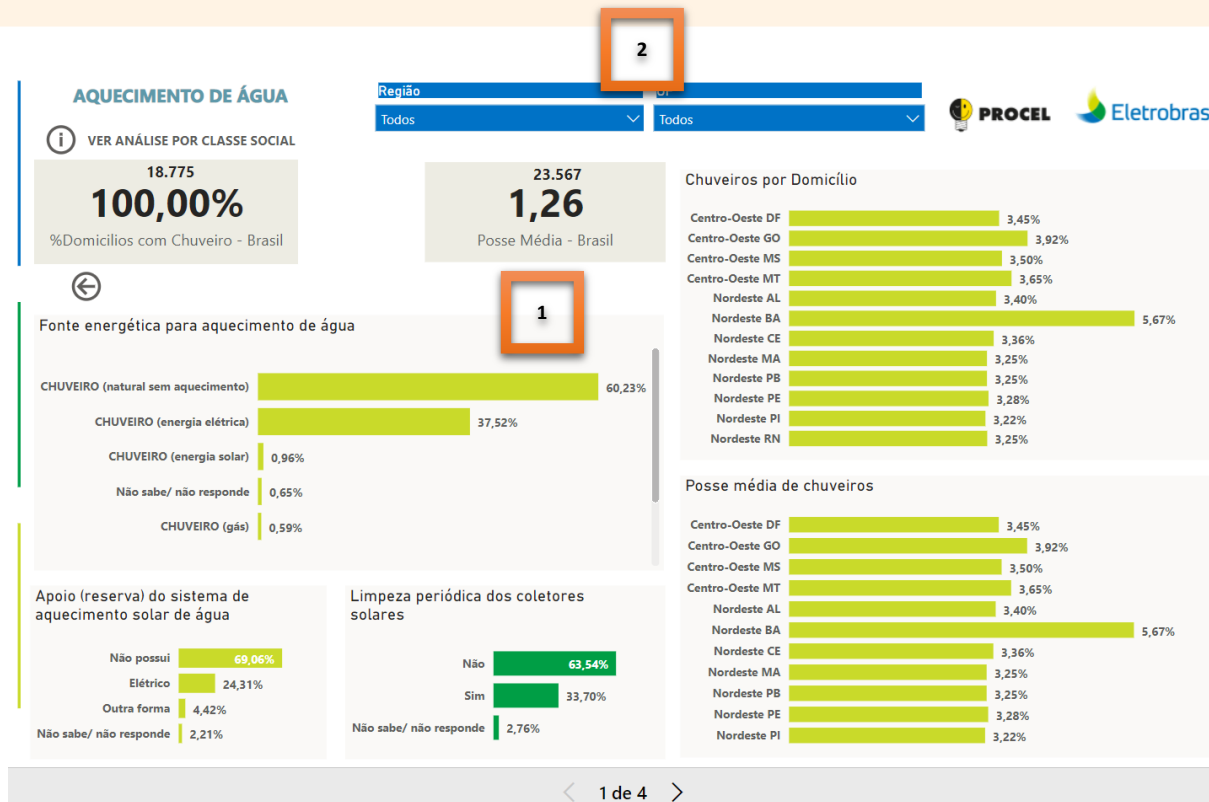 2
AQUECIMENTO DE ÁGUA
Região
UF
Todos
Todos
PROCEL
Eletrobras
VER ANÁLISE POR CLASSE SOCIAL
18.775
100,00%
%Domicilios com Chuveiro - Brasil
23.567
1,26
Posse Média - Brasil
1
Fonte energética para aquecimento de água
CHUVEIRO (natural sem aquecimento) 60,23%
CHUVEIRO (energia elétrica) 37,52%
CHUVEIRO (energia solar) 0,96%
Não sabe/ não responde 0,65%
CHUVEIRO (gás) 0,59%
Apoio (reserva) do sistema de
aquecimento solar de água
Não possui 69,06%
Elétrico 24,31%
Outra forma 4,42%
Não sabe/ não responde 2,21%
Limpeza periódica dos coletores
solares
Não 63,54%
Sim 33,70%
Não sabe/ não responde 2,76%
Chuveiros por Domicílio
Centro-Oeste DF 3,45%
Centro-Oeste GO 3,92%
Centro-Oeste MS 3,50%
Centro-Oeste MT 3,65%
Nordeste AL 3,40%
Nordeste BA 5,67%
Nordeste CE 3,36%
Nordeste MA 3,25%
Nordeste PB 3,25%
Nordeste PE 3,28%
Nordeste PI 3,22%
Nordeste RN 3,25%
Posse média de chuveiros
Centro-Oeste DF 3,45%
Centro-Oeste GO 3,92%
Centro-Oeste MS 3,50%
Centro-Oeste MT 3,65%
Nordeste AL 3,40%
Nordeste BA 5,67%
Nordeste CE 3,36%
Nordeste MA 3,25%
Nordeste PB 3,25%
Nordeste PE 3,28%
Nordeste PI 3,22%
1 de 4